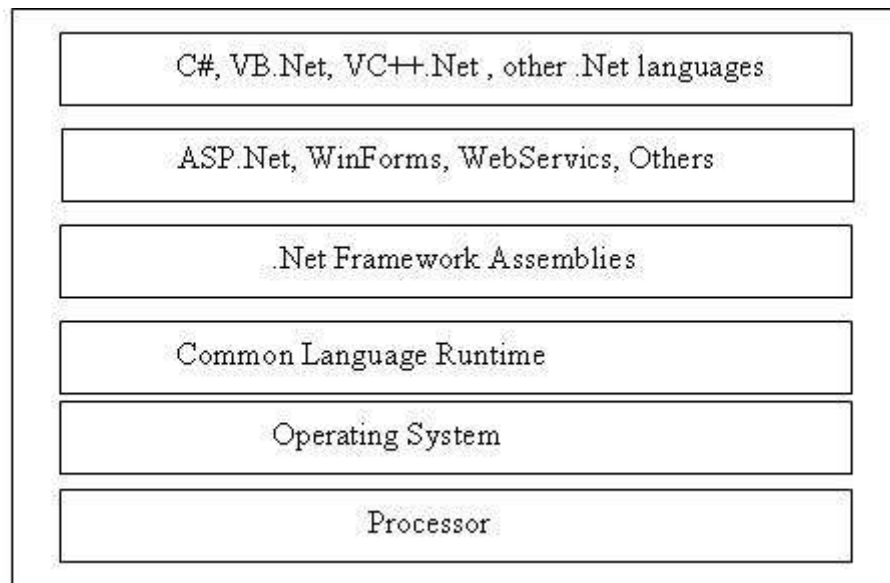 C#, VB.Net, VC++.Net , other .Net languages
ASP.Net, WinForms, WebServics, Others
.Net Framework Assemblies
Common Language Runtime
Operating System
Processor